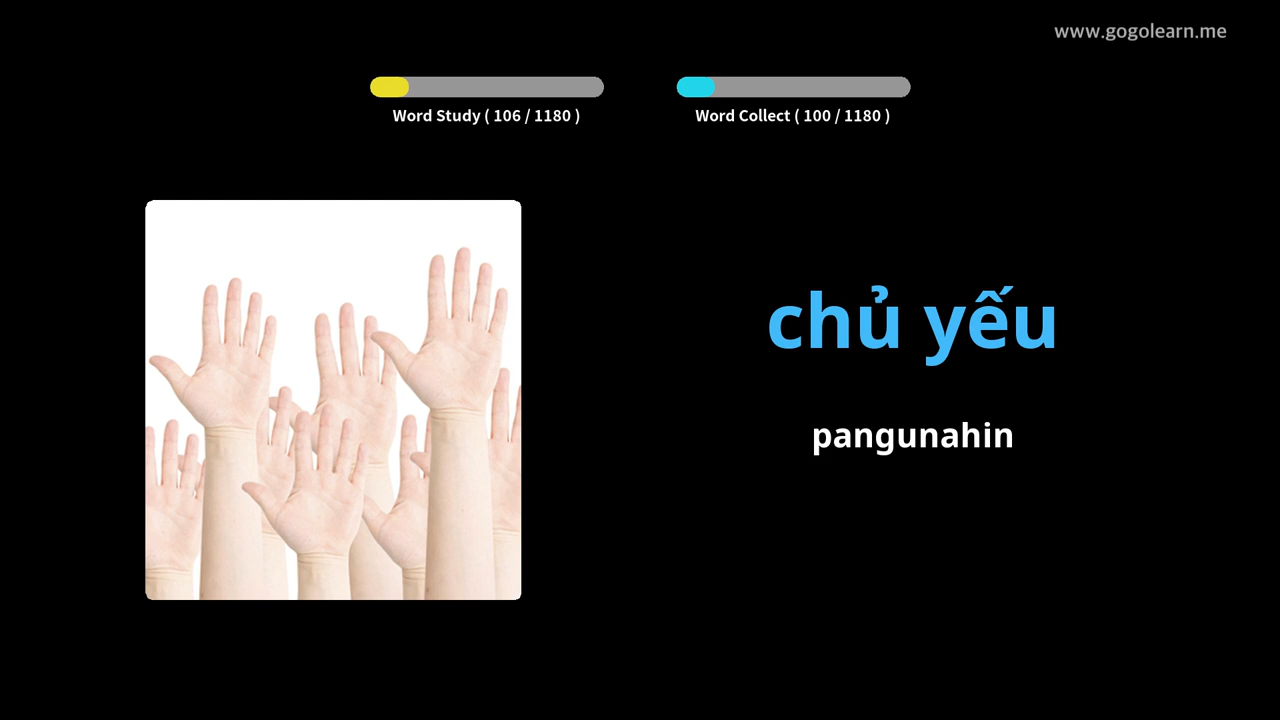 www.gogolearn.me
Word Study ( 106 / 1180 )
Word Collect ( 100 / 1180 )
chủ yếu
pangunahin